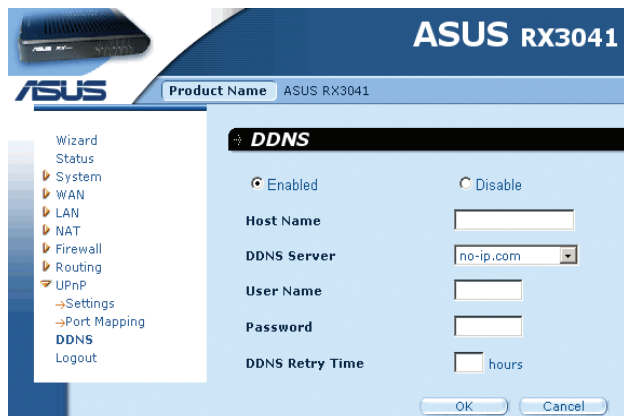 ASUS RX3041
ASUS
Product Name ASUS RX3041
Wizard
Status
System
WAN
LAN
NAT
Firewall
Routing
UPnP
→Settings
→Port Mapping
DDNS
Logout
DDNS
Enabled Disable
Host Name
DDNS Server no-ip.com
User Name
Password
DDNS Retry Time hours
OK Cancel